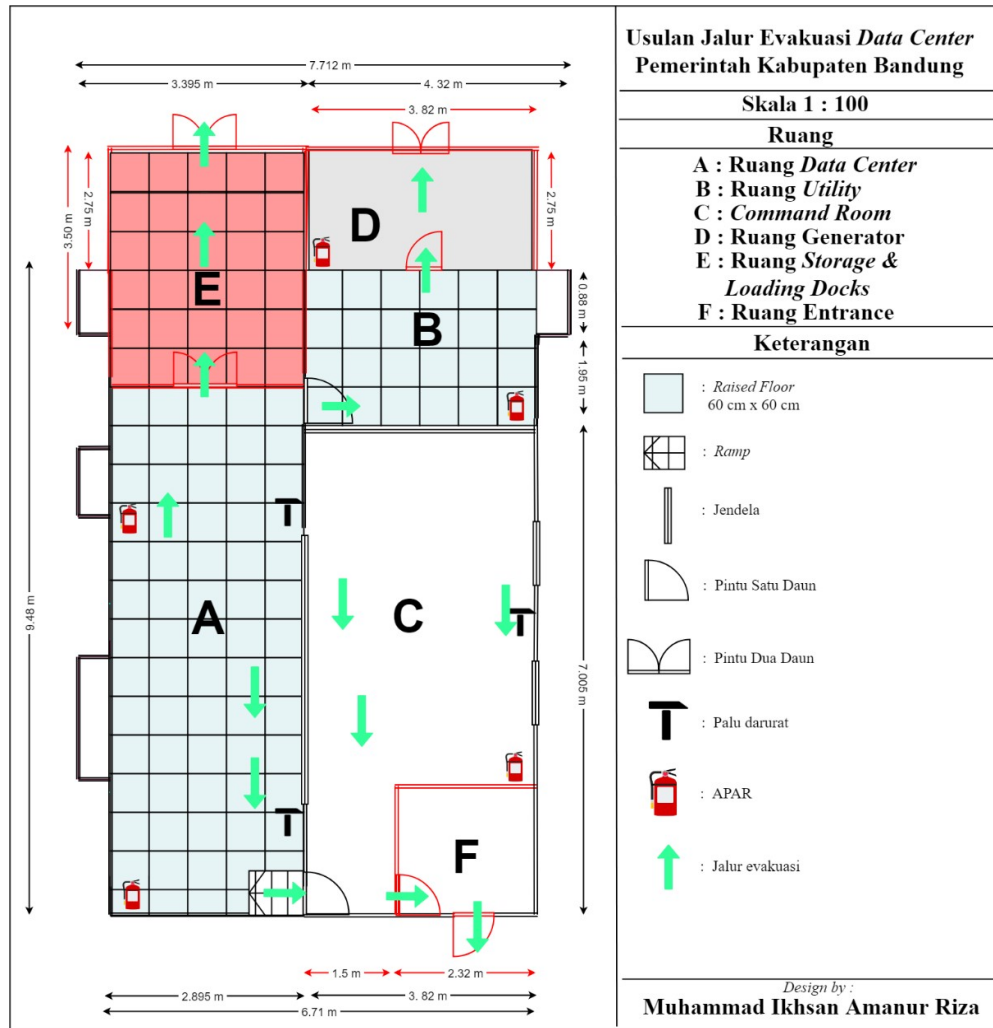 Usulan Jalur Evakuasi Data Center
Pemerintah Kabupaten Bandung
Skala 1 : 100
Ruang
A : Ruang Data Center
B : Ruang Utility
C : Command Room
D : Ruang Generator
E : Ruang Storage &
Loading Docks
F : Ruang Entrance
Keterangan
: Raised Floor
60 cm x 60 cm
: Ramp
: Jendela
: Pintu Satu Daun
: Pintu Dua Daun
: Palu darurat
: APAR
: Jalur evakuasi
Design by :
Muhammad Ikhsan Amanur Riza
7.712 m
3.395 m
4. 32 m
3. 82 m
2.75 m
3.50 m
2.75 m
D
E
B
0.88 m
1.95 m
9.48 m
A
C
7.005 m
F
1.5 m
2.32 m
2.895 m
3. 82 m
6.71 m